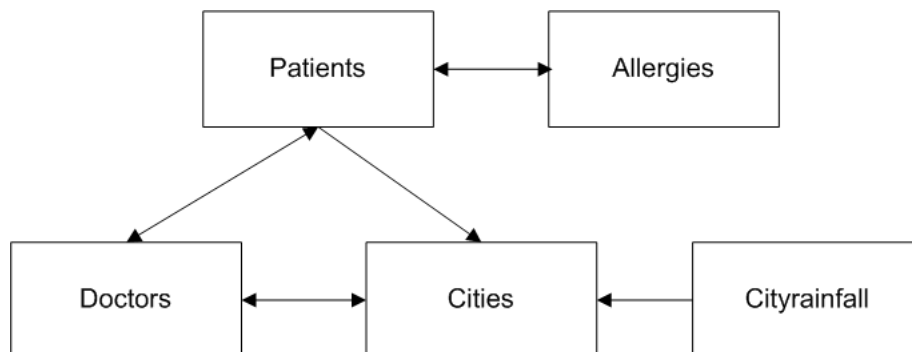 Patients
Allergies
Doctors
Cities
Cityrainfall